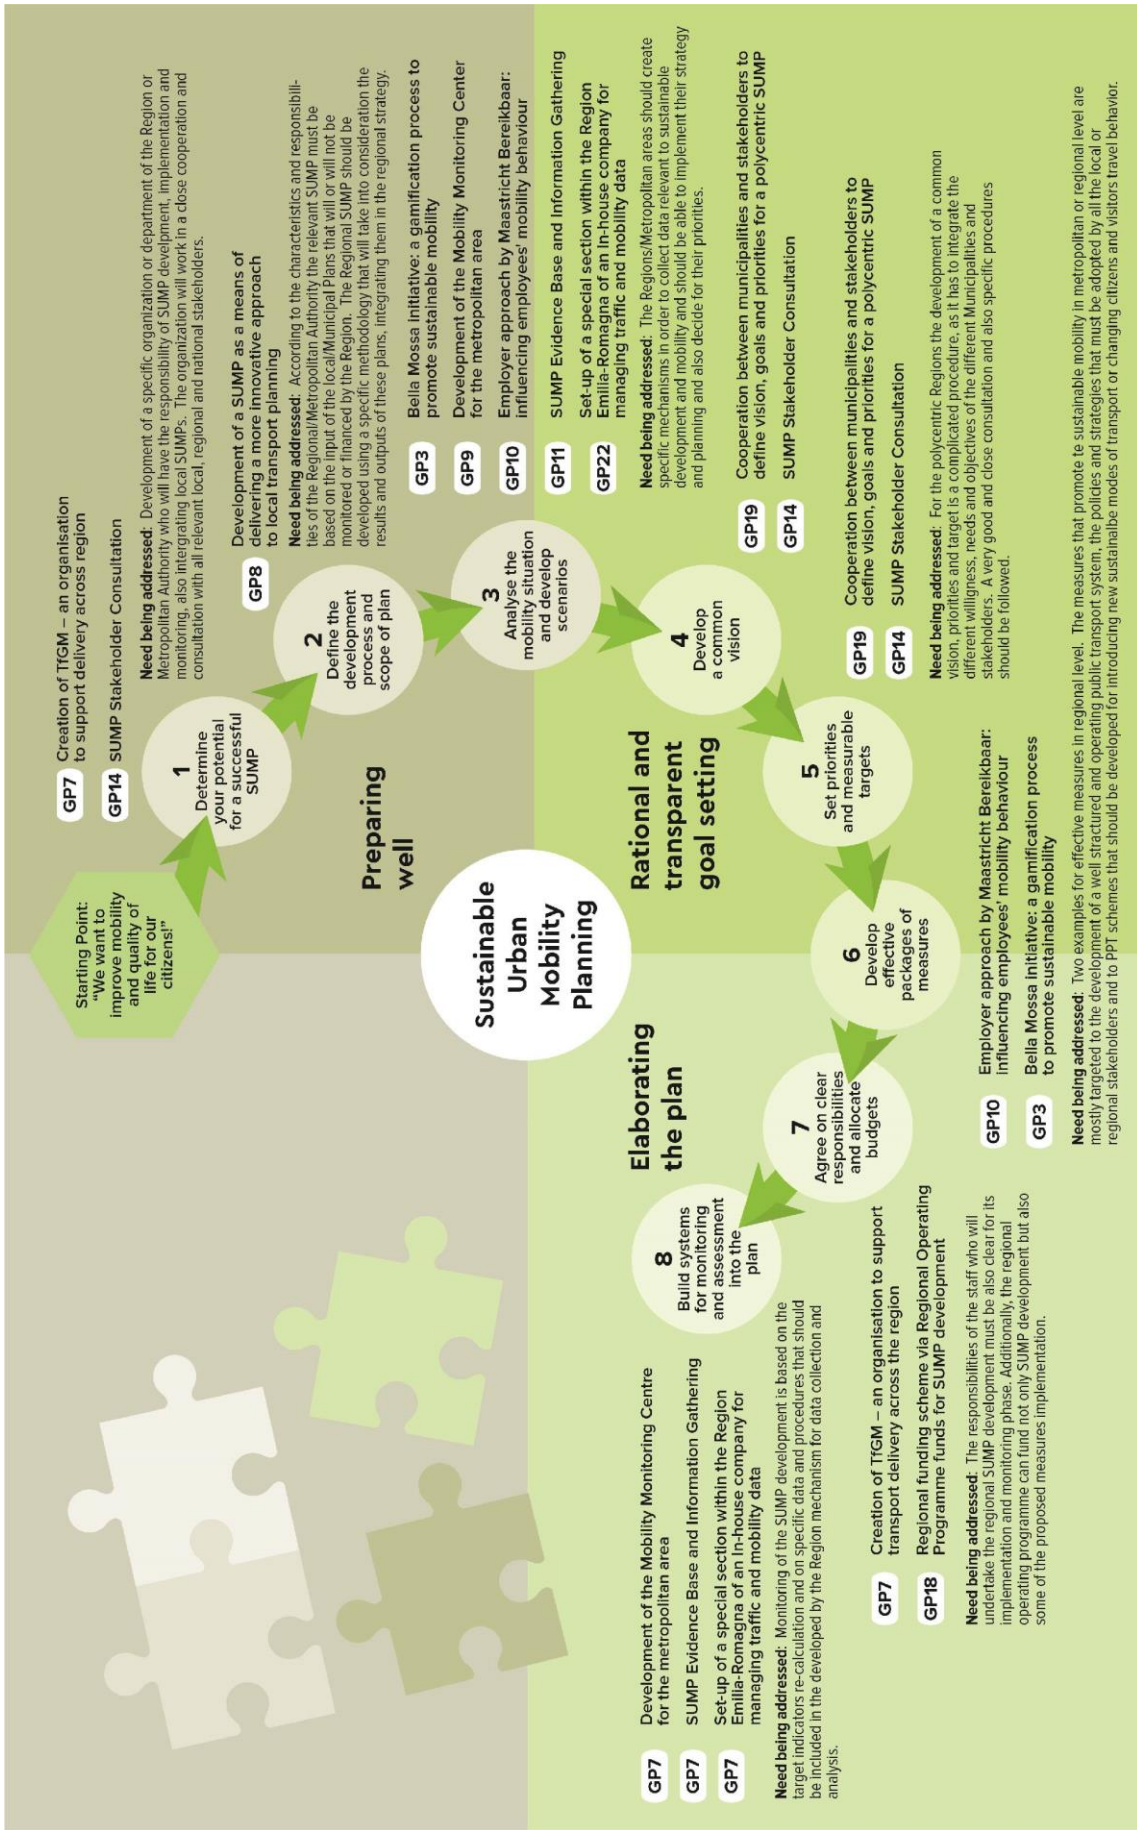 Starting Point:
"We want to
improve mobility
and quality of
life for our
citizens!"
GP7
Creation of TfGM – an organisation
to support delivery across region
GP14
SUMP Stakeholder Consultation
Need being addressed: Development of a specific organization or department of the Region or
Metropolitan Authority who will have the responsibility of SUMP develpment, implementation and
monitoring, also intergrating local SUMPs. The organization will work in a close cooperation and
consultation with all relevant local, regional and national stakeholders.
1
Determine
your potential
for a successful
SUMP
GP8
Development of a SUMP as a means of
delivering a more innovative approach
to local transport planning
Need being addressed: According to the characteristics and responsibili-
ties of the Regional/Metropolitan Authority the relevant SUMP must be
based on the input of the local/Municipal Plans that will or will not be
monitored or financed by the Region. The Regional SUMP should be
developed using a specific methodology that will take into consideration the
results and outputs of these plans, integrating them in the regional strategy.
2
Define the
development
process and
scope of plan
Preparing
well
GP3
Bella Mossa Initiative: a gamification process to
promote sustainable mobility
GP9
Development of the Mobility Monitoring Center
for the metropolitan area
GP10
Employer approach by Maastricht Bereikbaar:
influencing employees' mobility behaviour
GP11
SUMP Evidence Base and Information Gathering
GP22
Set-up of a special section within the Region
Emilia-Romagna of an In-house company for
managing traffic and mobility data
3
Analyse the
mobility situation
and develop
scenarios
Need being addressed: The Regions/Metropolitan areas should create
specific mechanisms in order to collect data relevant to sustainable
development and mobility and should be able to implement their strategy
and planning and also decide for their priorities.
Sustainable
Urban
Mobility
Planning
Rational and
transparent
goal setting
4
Develop
a common
vision
GP19
Cooperation between municipalities and stakeholders to
define vision, goals and priorities for a polycentric SUMP
GP14
SUMP Stakeholder Consultation
5
Set priorities
and measurable
targets
GP19
Cooperation between municipalities and stakeholders to
define vision, goals and priorities for a polycentric SUMP
GP14
SUMP Stakeholder Consultation
Need being addressed: For the polycentric Regions the development of a common
vision, priorities and target is a complicated procedure, as it has to integrate the
different willigness, needs and objectives of the different Municipalitkes and
stakeholders. A very good and close consultation and also specific procedures
should be followed.
6
Develop
effective
packages of
measures
GP10
Employer approach by Maastricht Bereikbaar:
influencing employees' mobility behaviour
GP3
Bella Mossa initiative: a gamification process
to promote sustainable mobility
Need being addressed: Two examples for effective measures in regional level. The measures that promote to sustainable mobility in metropolitan or regional level are
mostly targeted to the development of a well stractured and operating public transport system, the policies and strategies that must be adopted by all the local or
regional stakeholders and to PPT schemes that should be developed for introducing new sustainalbe modes of transport or changing citizens and visitors travel behavior.
Elaborating
the plan
7
Agree on clear
responsibilities
and allocate
budgets
GP7
Creation of TfGM – an organisation to support
transport delivery across the region
GP18
Regional funding scheme via Regional Operating
Programme funds for SUMP development
Need being addressed: The responsibilities of the staff who will
undertake the regional SUMP development must be also clear for its
implementation and monitoring phase. Additionally, the regional
operating programme can fund not only SUMP development but also
some of the proposed measures implementation.
8
Build systems
for monitoring
and assessment
into the
plan
GP7
Development of the Mobility Monitoring Centre
for the metropolitan area
GP7
SUMP Evidence Base and Information Gathering
GP7
Set-up of a special section within the Region
Emilia-Romagna of an In-house company for
managing traffic and mobility data
Need being addressed: Monitoring of the SUMP development is based on the
target indicators re-calculation and on specific data and procedures that should
be included in the developed by the Region mechanism for data collection and
analysis.